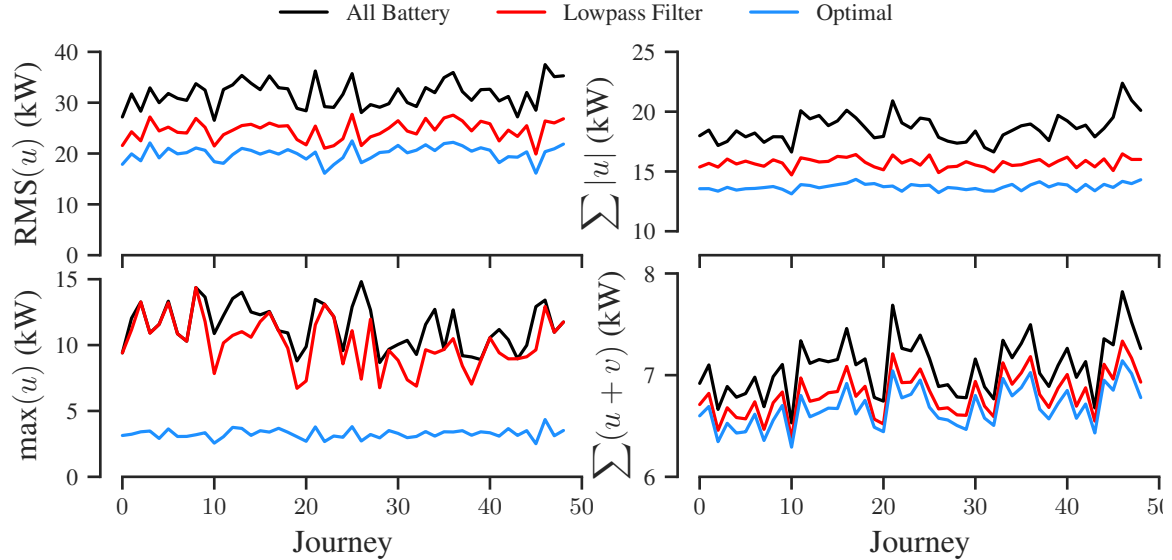 All Battery Lowpass Filter Optimal
RMS(u) (kW)
40
30
20
10
0
∑|u| (kW)
25
20
15
10
max(u) (kW)
15
10
5
0
0 10 20 30 40 50
Journey
∑(u + v) (kW)
8
7
6
0 10 20 30 40 50
Journey